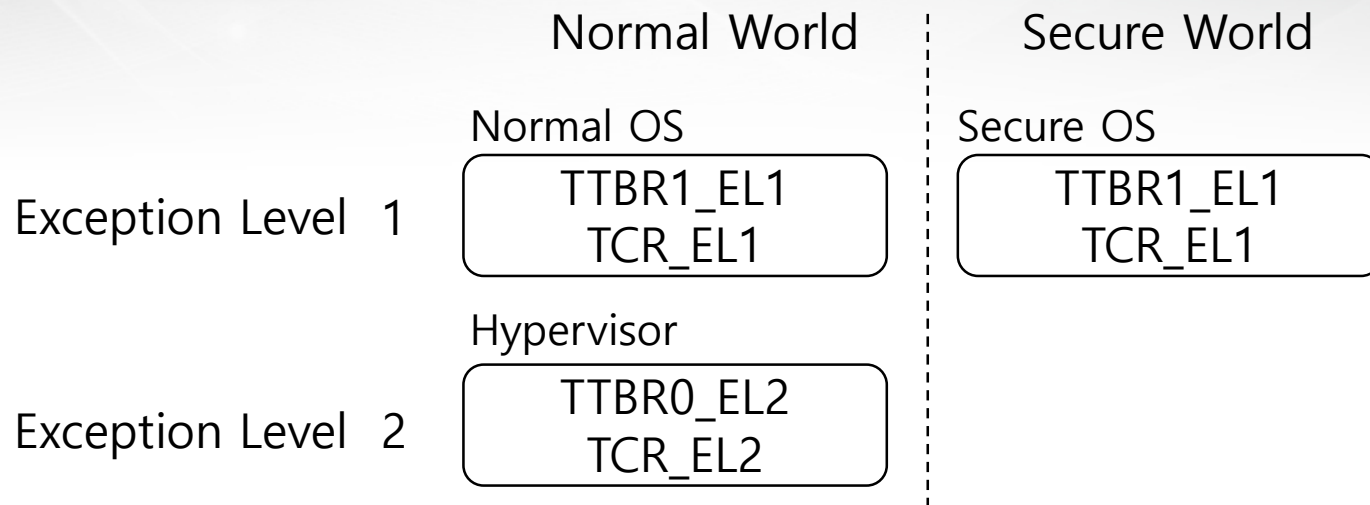 Normal World
Secure World
Normal OS
Secure OS
Exception Level 1
TTBR1_EL1
TCR_EL1
TTBR1_EL1
TCR_EL1
Hypervisor
Exception Level 2
TTBR0_EL2
TCR_EL2